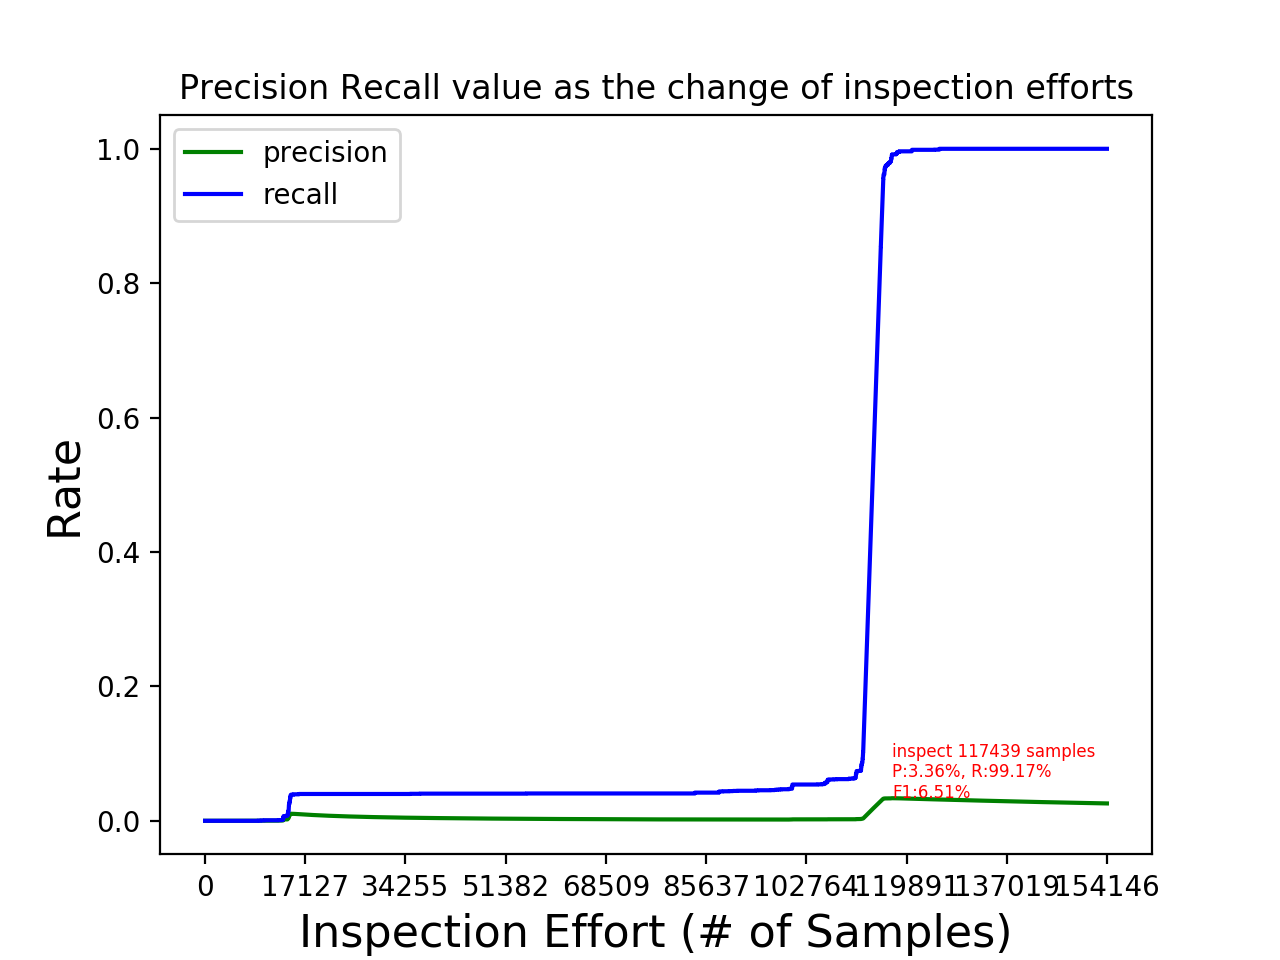 Precision Recall value as the change of inspection efforts
precision
recall
1.0
0.8
0.6
0.4
0.2
0.0
Rate
inspect 117439 samples
P:3.36%, R:99.17%
F1:6.51%
0 17127 34255 51382 68509 85637 102764 119891 137019 154146
Inspection Effort (# of Samples)